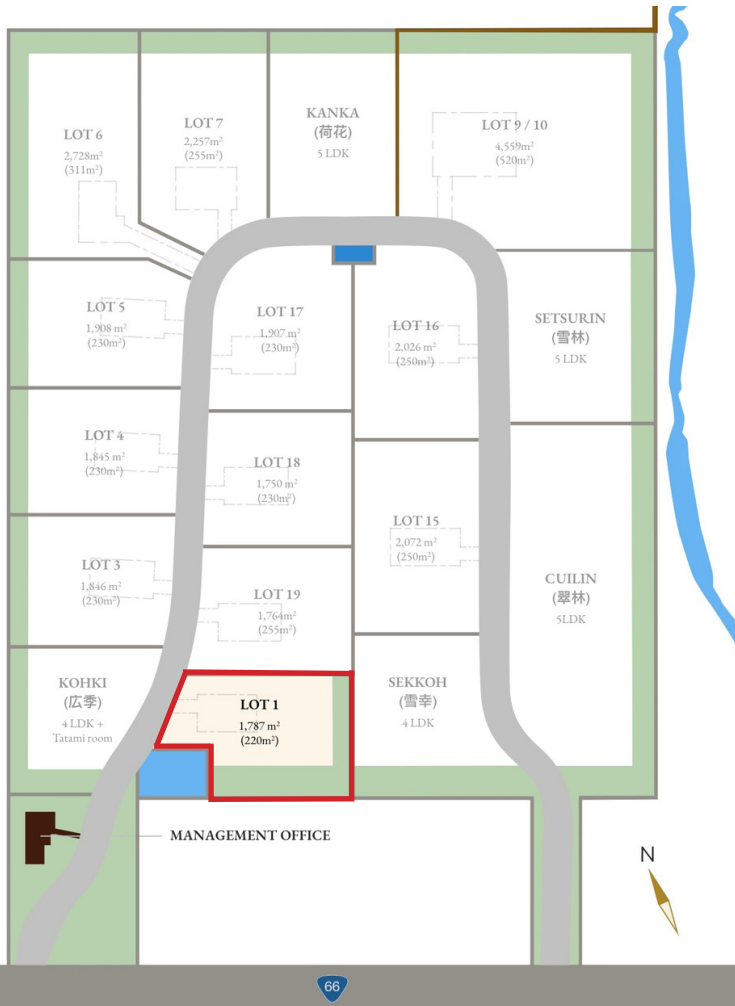 LOT 6
2,728m²
(311m²)
LOT 7
2,257m²
(255m²)
KANKA
(荷花)
5 LDK
LOT 9 / 10
4,559m²
(520m²)
LOT 5
1,908 m²
(230m²)
LOT 17
1,907m²
(230m²)
LOT 16
2,026 m²
(250m²)
SETSURIN
(雪林)
5 LDK
LOT 4
1,845 m²
(230m²)
LOT 18
1,750 m²
(230m²)
LOT 15
2,072 m²
(250m²)
LOT 3
1,846 m²
(230m²)
LOT 19
1,764m²
(255m²)
CUILIN
(翠林)
5LDK
KOHKI
(広季)
4 LDK +
Tatami room
LOT 1
1,787 m²
(220m²)
SEKKOH
(雪幸)
4 LDK
MANAGEMENT OFFICE
N
66